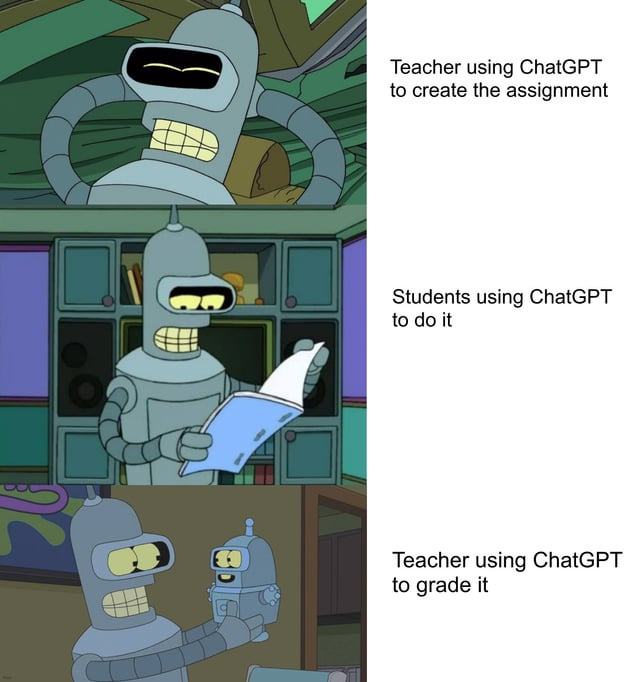 Teacher using ChatGPT
to create the assignment
Students using ChatGPT
to do it
Teacher using ChatGPT
to grade it